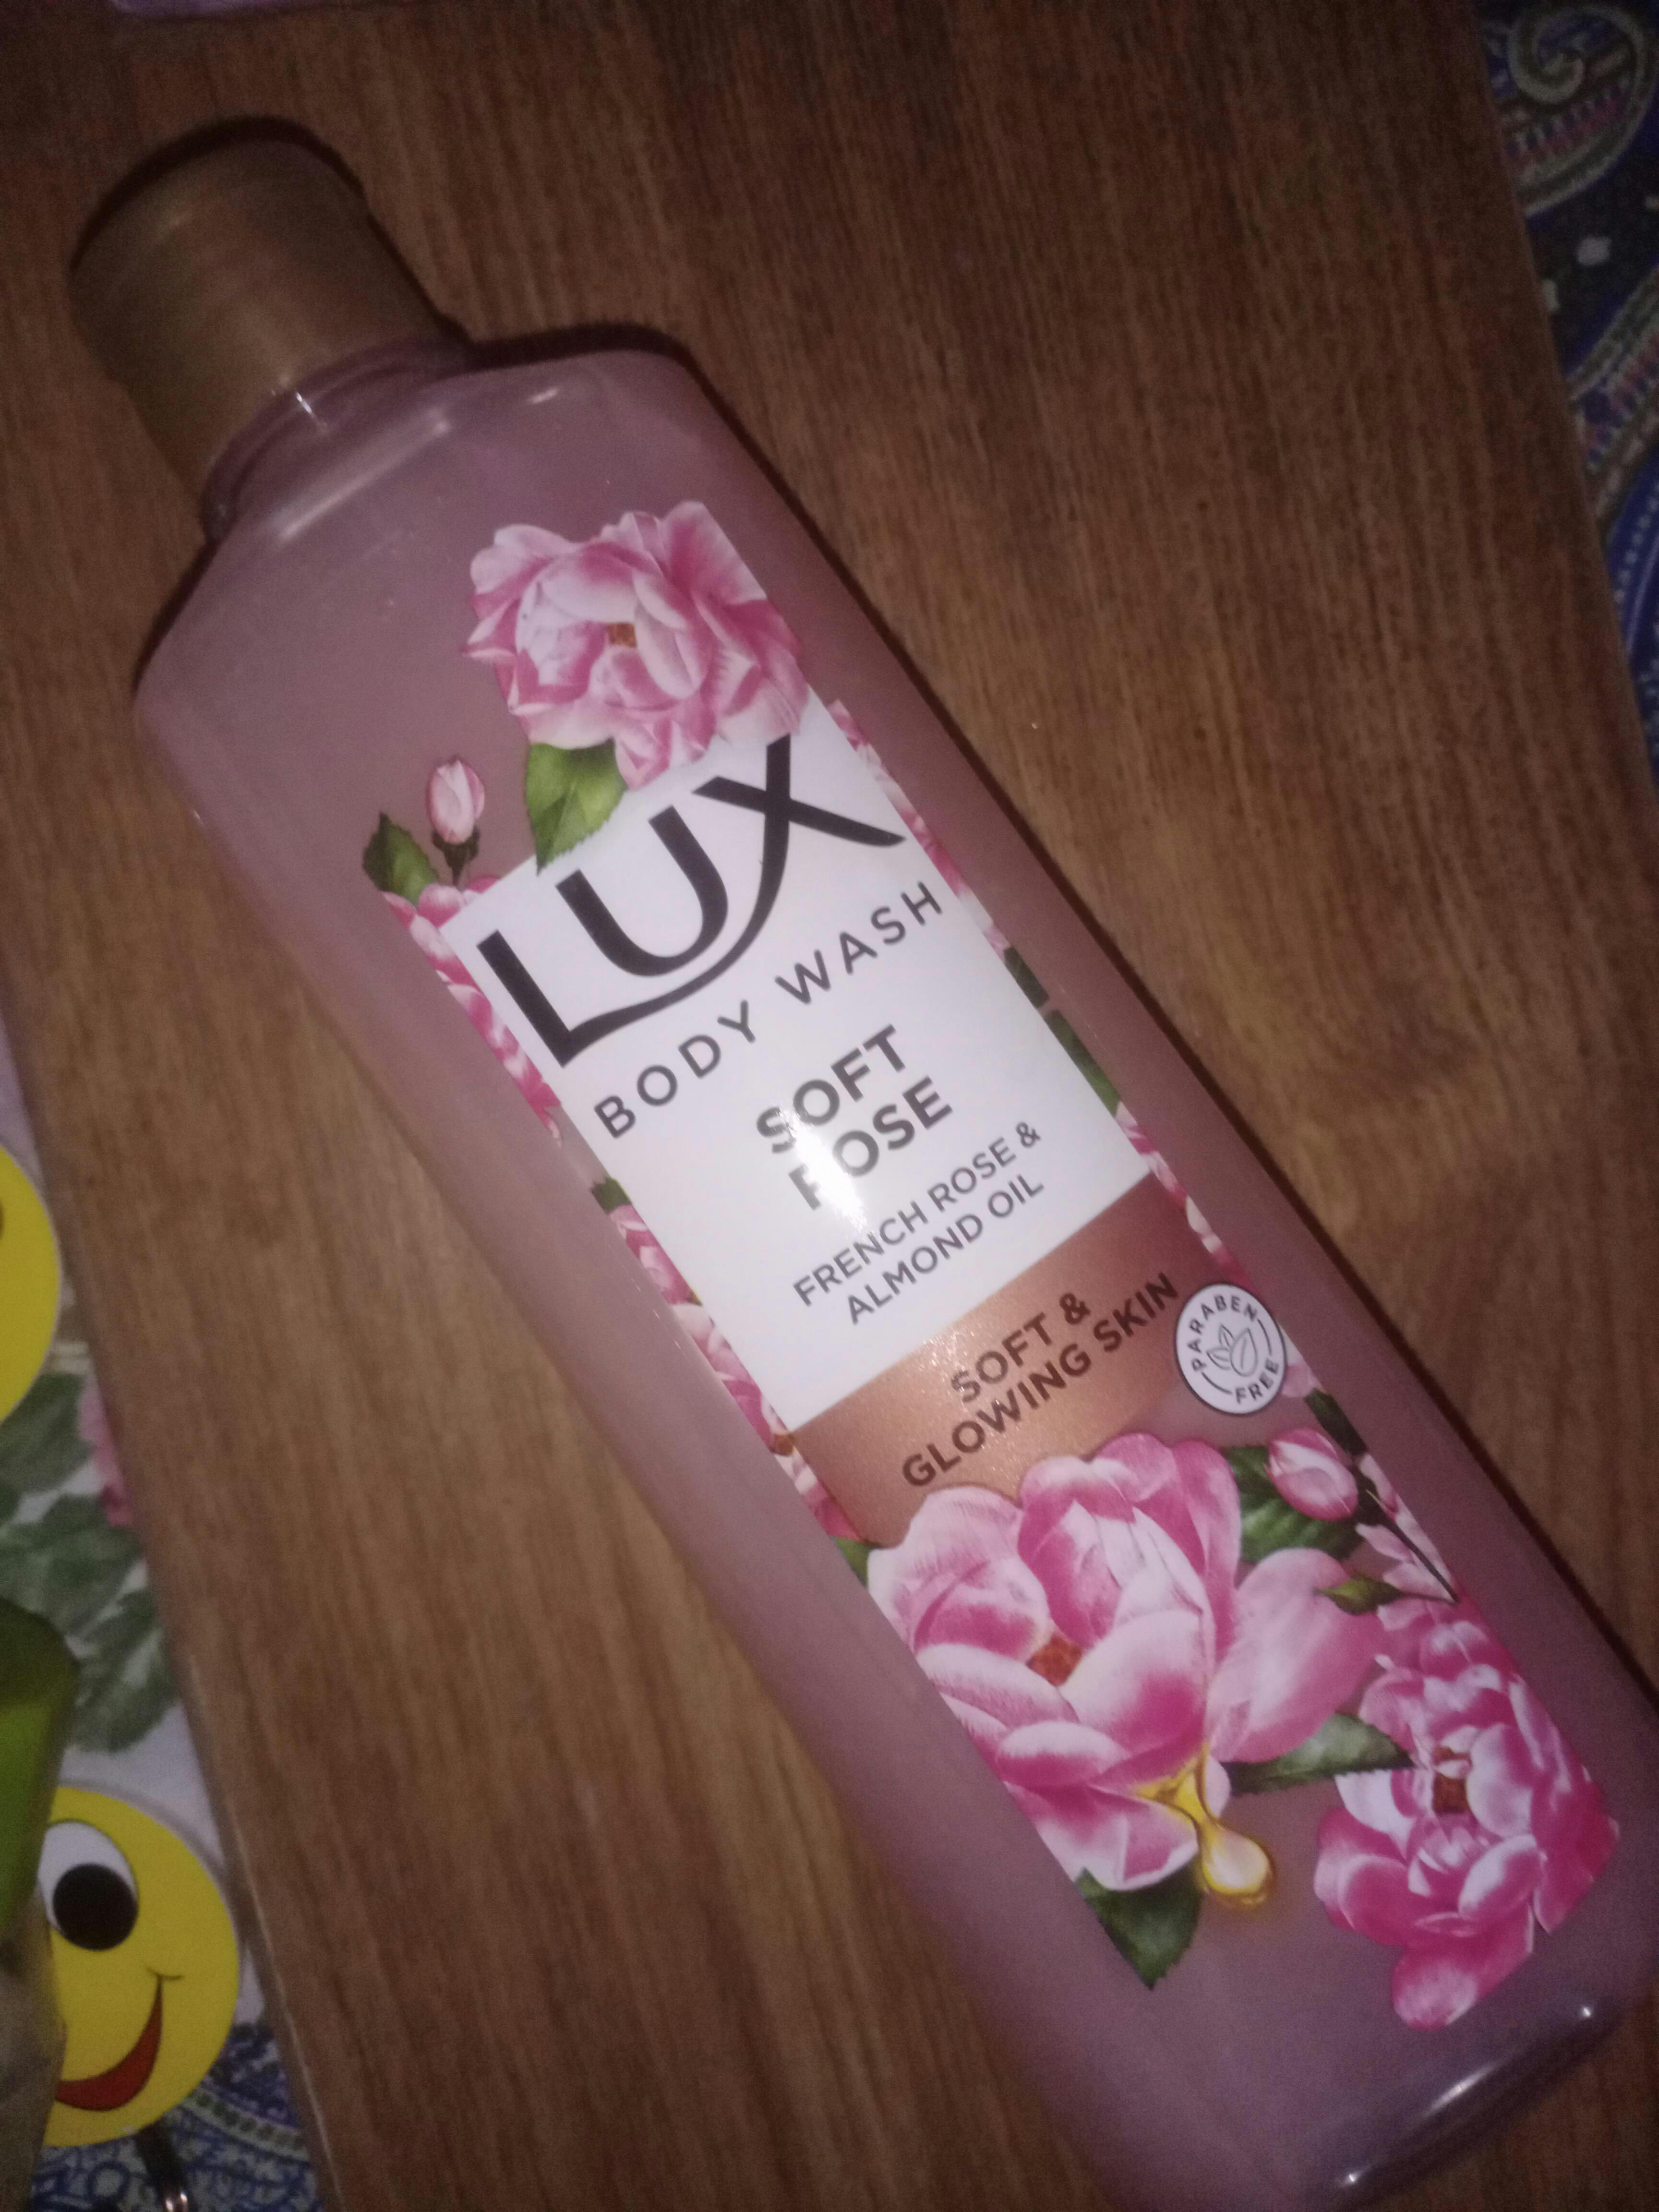 LUX
BODY WASH
SOFT
ROSE
FRENCH ROSE &
ALMOND OIL
SOFT &
GLOWING SKIN
PARABEN
FREE